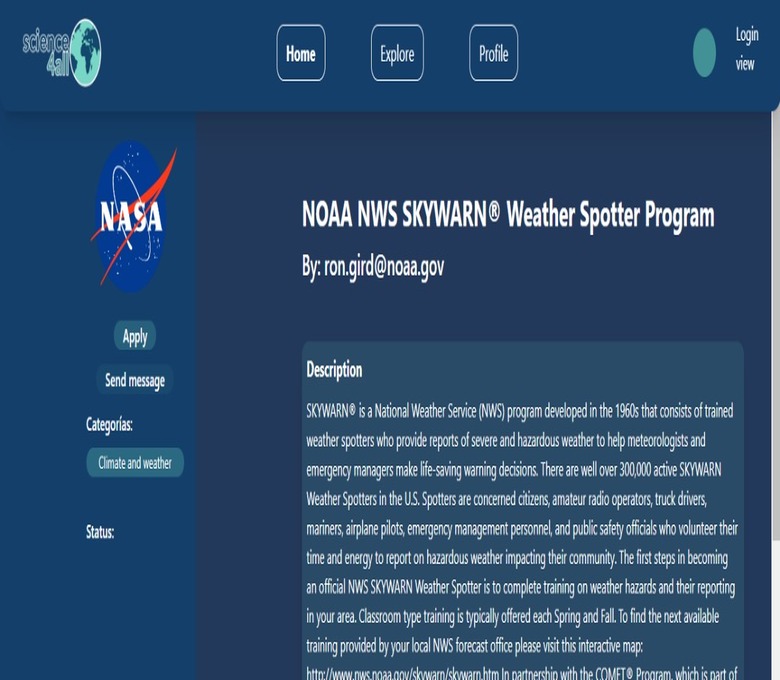 science
4all
Home
Explore
Profile
Login
view
NASA
Apply
Send message
Categorías:
Climate and weather
Status:
NOAA NWS SKYWARN® Weather Spotter Program
By: ron.gird@noaa.gov
Description
SKYWARN® is a National Weather Service (NWS) program developed in the 1960s that consists of trained
weather spotters who provide reports of severe and hazardous weather to help meteorologists and
emergency managers make life-saving warning decisions. There are well over 300,000 active SKYWARN
Weather Spotters in the U.S. Spotters are concerned citizens, amateur radio operators, truck drivers,
mariners, airplane pilots, emergency management personnel, and public safety officials who volunteer their
time and energy to report on hazardous weather impacting their community. The first steps in becoming
an official NWS SKYWARN Weather Spotter is to complete training on weather hazards and their reporting
in your area. Classroom type training is typically offered each Spring and Fall. To find the next available
training provided by your local NWS forecast office please visit this interactive map:
http://www.nws.noaa.gov/skywarn/skywarn.htm In partnership with the COMET® Program, which is part of